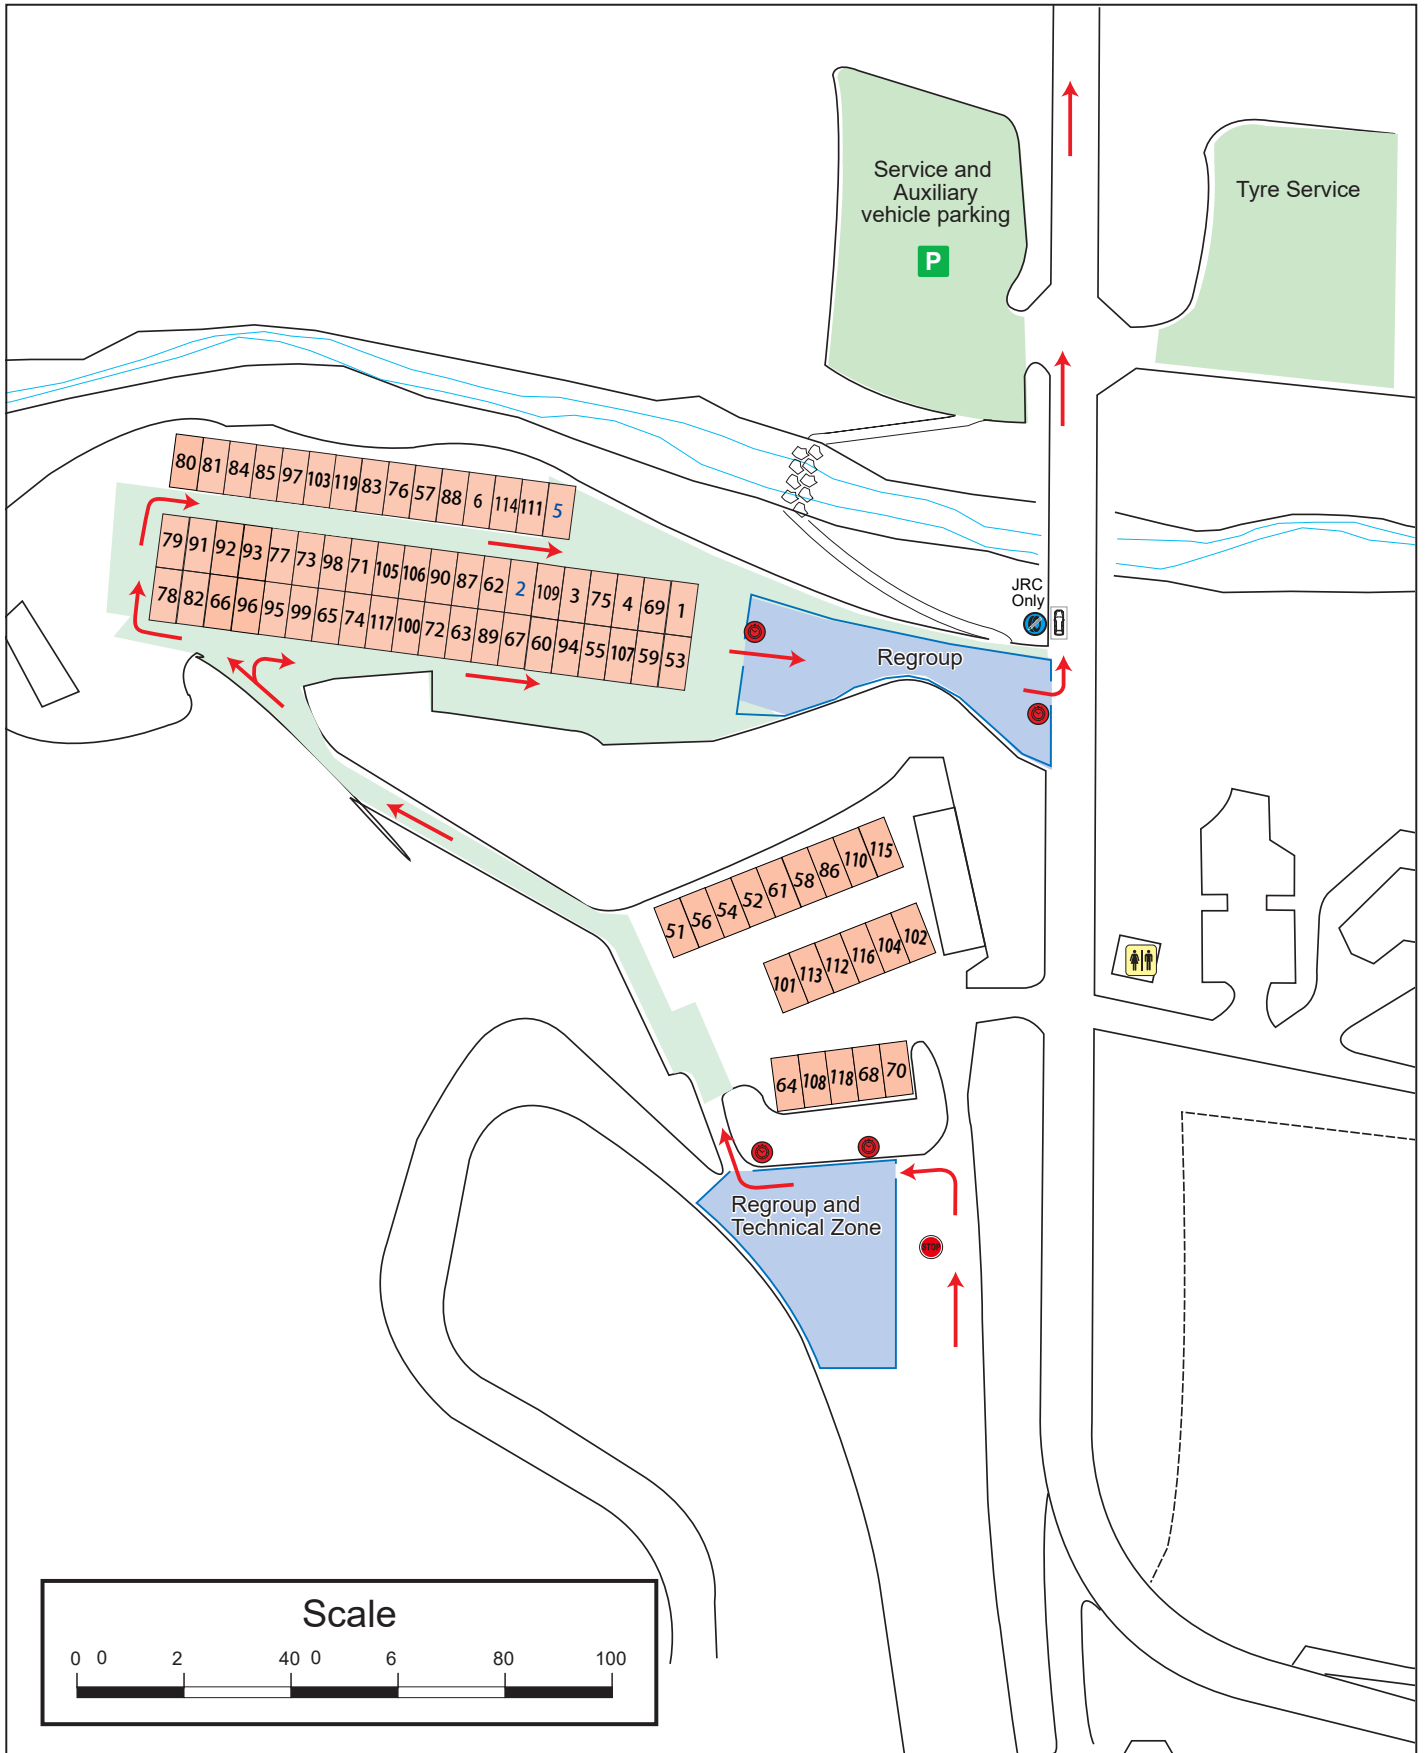 Service and
Auxiliary
vehicle parking
P
Tyre Service
80 81 84 85 97 103 119 83 76 57 88 6 114 111 5
79 91 92 93 77 73 98 71 105 106 90 87 62 2 109 3 75 4 69 1
78 82 66 96 95 99 65 74 117 100 72 63 89 67 60 94 55 107 59 53
JRC
Only
Regroup
51 56 54 52 61 58 86 110 115
101 113 112 116 104 102
64 108 118 68 70
Regroup and
Technical Zone
STOP
Scale
0 0 2 40 0 6 80 100